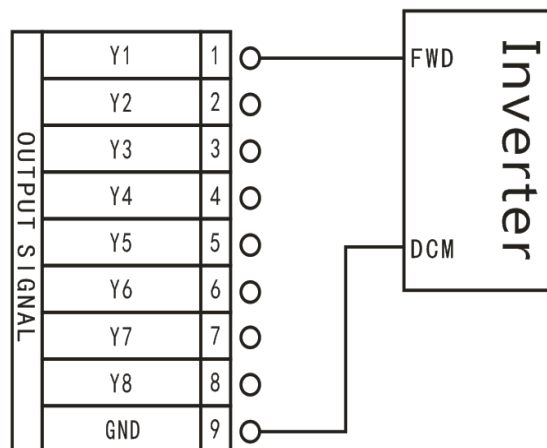 OUTPUT SIGNAL
Y1 1
Y2 2
Y3 3
Y4 4
Y5 5
Y6 6
Y7 7
Y8 8
GND 9
FWD
DCM
Inverter